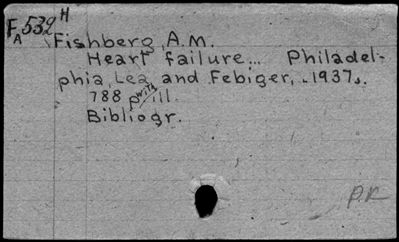 FA532H
Fishberg, A.M.
Heart failure... Philadel-
phia, Lea and Febiger, .1937.
788 p. with ill.
Bibliogr.